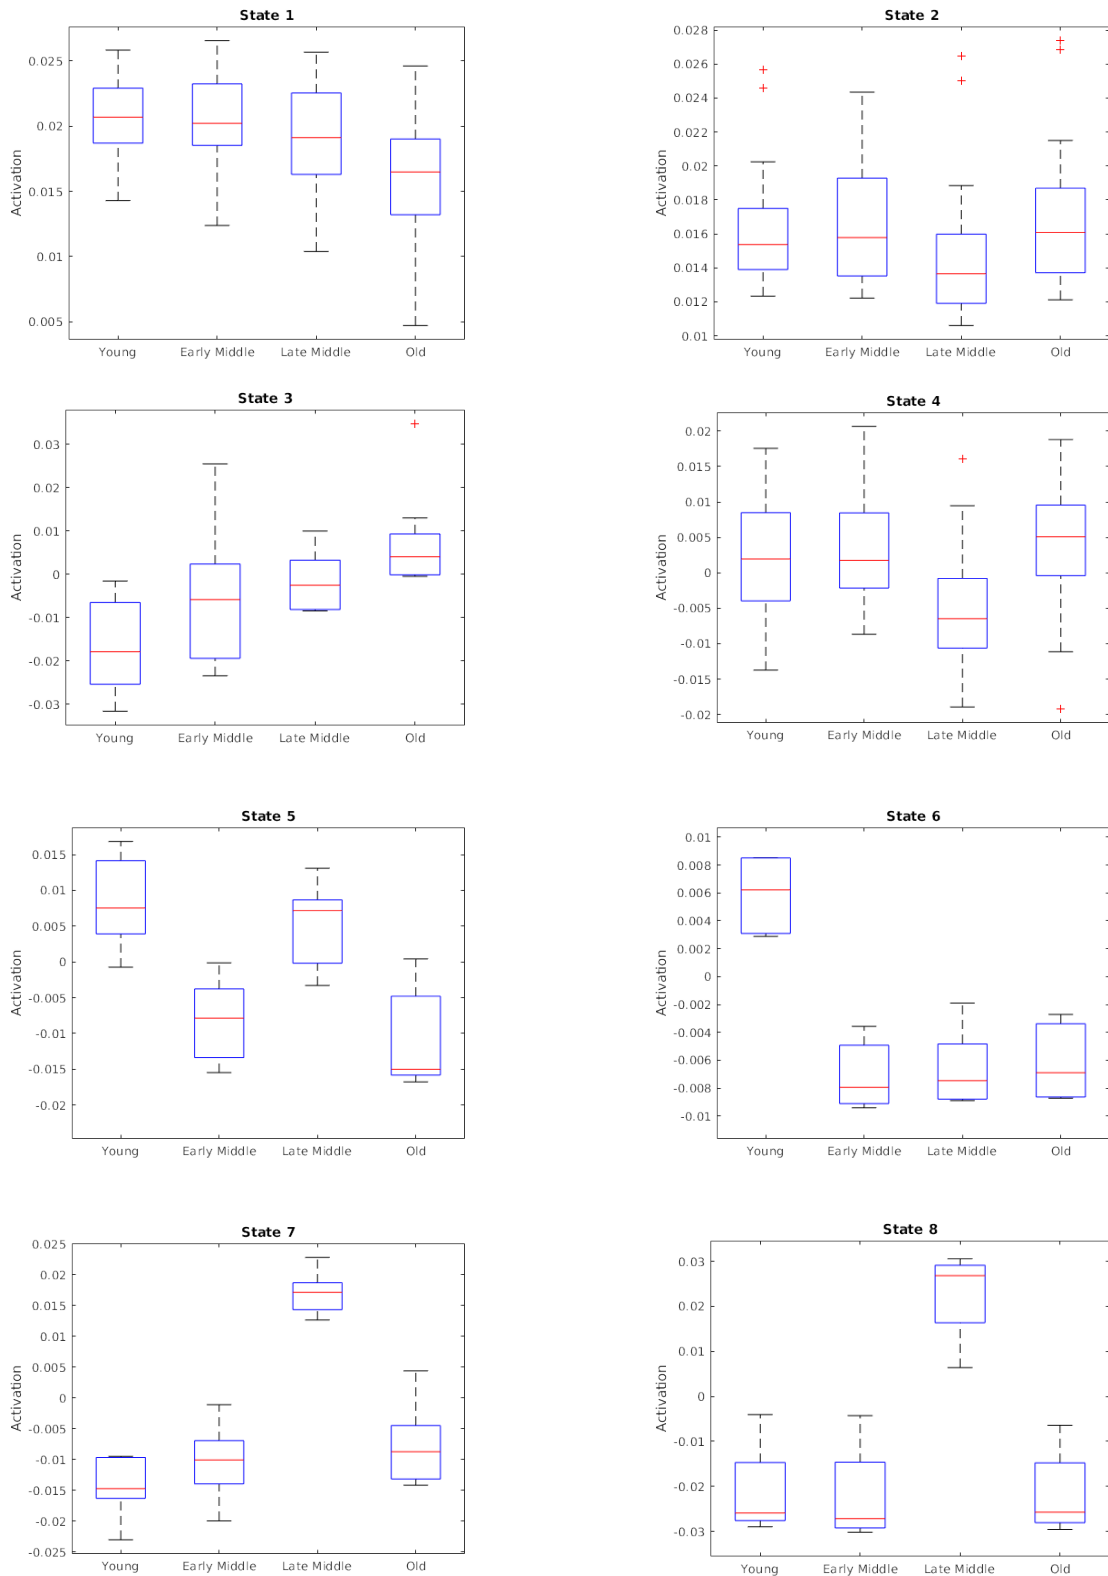 State 1
Activation
0.025
0.02
0.015
0.01
0.005
Young Early Middle Late Middle Old
State 2
Activation
0.028
0.026
0.024
0.022
0.02
0.018
0.016
0.014
0.012
0.01
Young Early Middle Late Middle Old
State 3
Activation
0.03
0.02
0.01
0
-0.01
-0.02
-0.03
Young Early Middle Late Middle Old
State 4
Activation
0.02
0.015
0.01
0.005
0
-0.005
-0.01
-0.015
-0.02
Young Early Middle Late Middle Old
State 5
Activation
0.015
0.01
0.005
0
-0.005
-0.01
-0.015
-0.02
Young Early Middle Late Middle Old
State 6
Activation
0.01
0.008
0.006
0.004
0.002
0
-0.002
-0.004
-0.006
-0.008
-0.01
Young Early Middle Late Middle Old
State 7
Activation
0.025
0.02
0.015
0.01
0.005
0
-0.005
-0.01
-0.015
-0.02
-0.025
Young Early Middle Late Middle Old
State 8
Activation
0.03
0.02
0.01
0
-0.01
-0.02
-0.03
Young Early Middle Late Middle Old